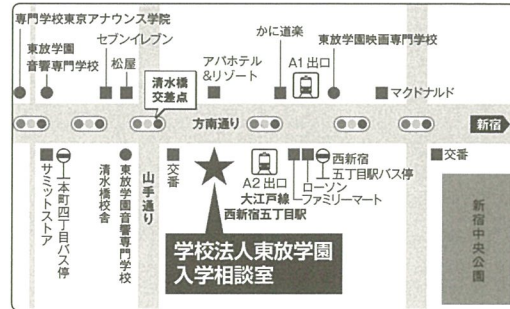 専門学校東京アナウンス学院
東放学園
音響専門学校
セブンイレブン
松屋
清水橋
交差点
アパホテル
&リゾート
かに道楽
A1 出口
東放学園映画専門学校
マクドナルド
方南通り
新宿
サミットストア
本町四丁目バス停
東放学園音響専門学校
清水橋校舎
山手通り
交番
A2 出口
大江戸線
西新宿五丁目駅
ローソン
ファミリーマート
西新宿
五丁目駅バス停
交番
新宿中央公園
学校法人東放学園
入学相談室